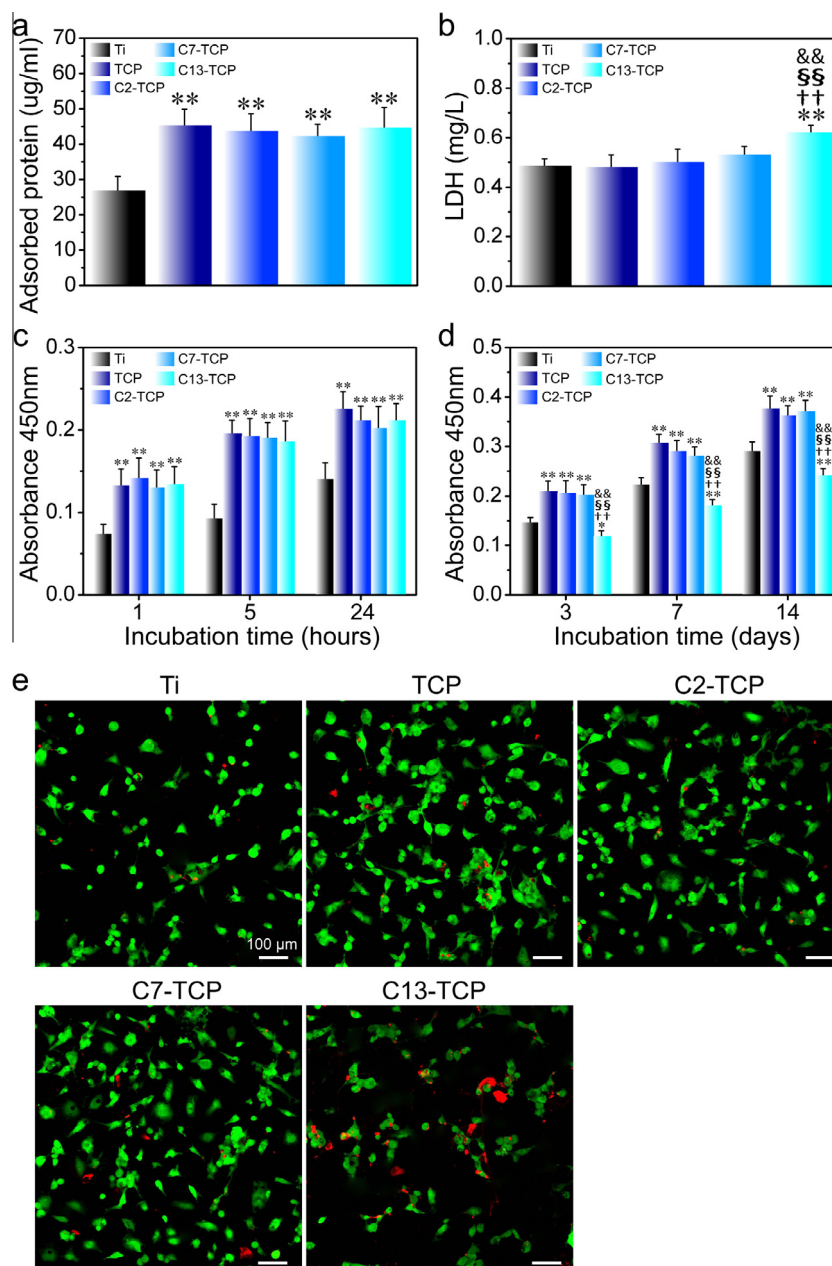 a
Adsorbed protein (ug/ml)
70
60
50
40
30
20
10
0
Ti
TCP
C2-TCP
C7-TCP
C13-TCP
**
**
**
**
b
LDH (mg/L)
1.0
0.8
0.6
0.4
0.2
0.0
Ti
TCP
C2-TCP
C7-TCP
C13-TCP
&&
§§
††
**
c
Absorbance 450nm
0.3
0.2
0.1
0.0
Ti
TCP
C2-TCP
C7-TCP
C13-TCP
** ** ** **
** ** ** **
** ** ** **
1 5 24
Incubation time (hours)
d
Absorbance 450nm
0.5
0.4
0.3
0.2
0.1
0.0
Ti
TCP
C2-TCP
C7-TCP
C13-TCP
** ** **
&&
§§
††
*
** ** **
&&
§§
††
**
** ** **
&&
§§
††
**
3 7 14
Incubation time (days)
e
Ti TCP C2-TCP
100 µm
C7-TCP C13-TCP